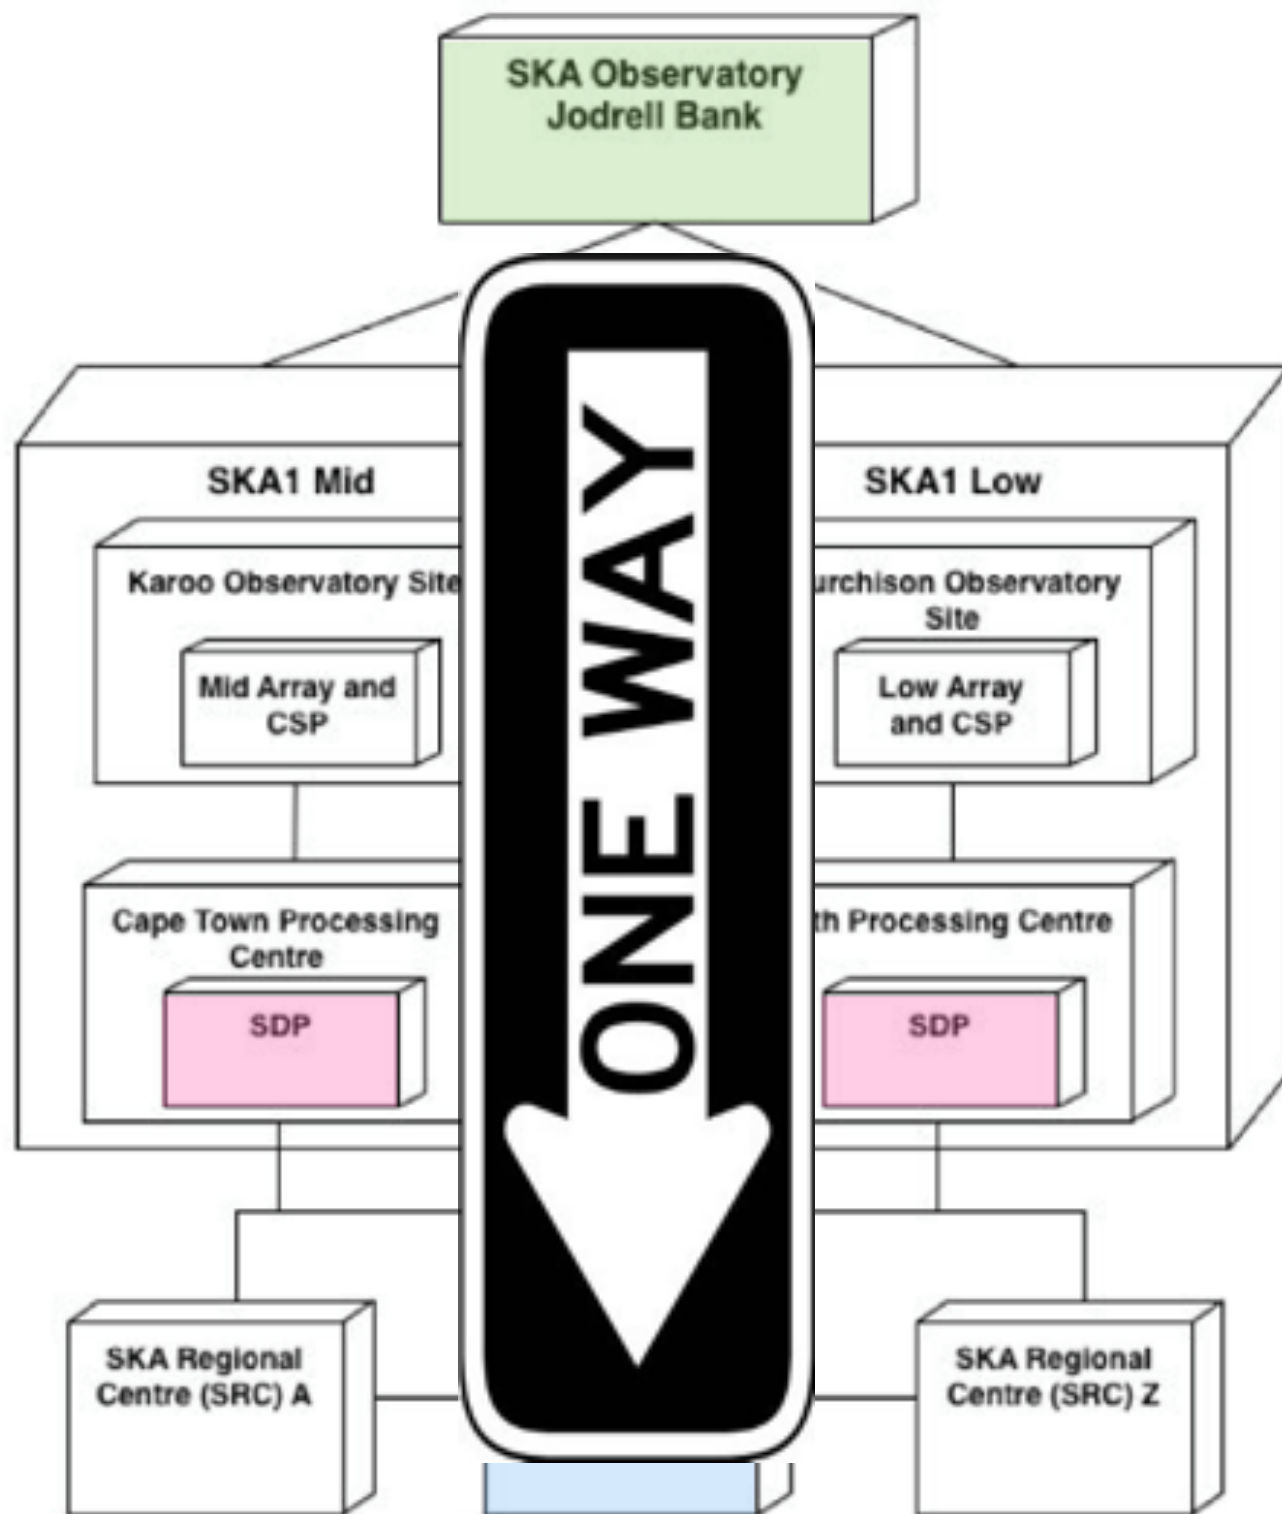 SKA Observatory
Jodrell Bank
SKA1 Mid
SKA1 Low
Karoo Observatory Site
urchison Observatory
Site
Mid Array and
CSP
Low Array
and CSP
ONE WAY
Cape Town Processing
Centre
th Processing Centre
SDP
SDP
SKA Regional
Centre (SRC) A
SKA Regional
Centre (SRC) Z